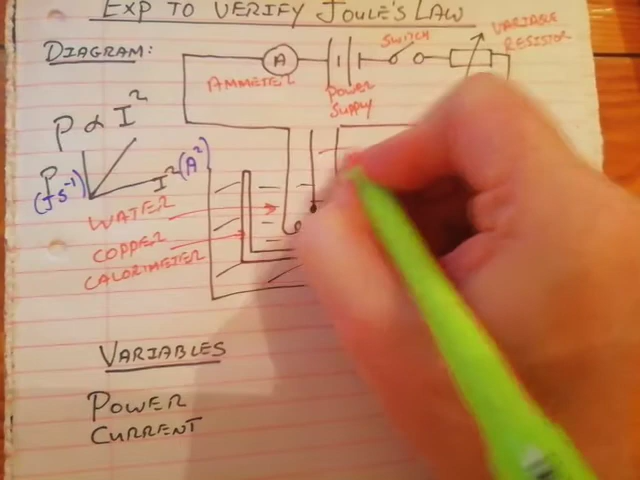 EXP TO VERIFY JOULE'S LAW
DIAGRAM:
A
AMMETER
POWER
SUPPLY
SWITCH
VARIABLE
RESISTOR
P ∝ I²
P
(JS⁻¹)
I²(A²)
WATER
COPPER
CALORIMETER
VARIABLES
POWER
CURRENT